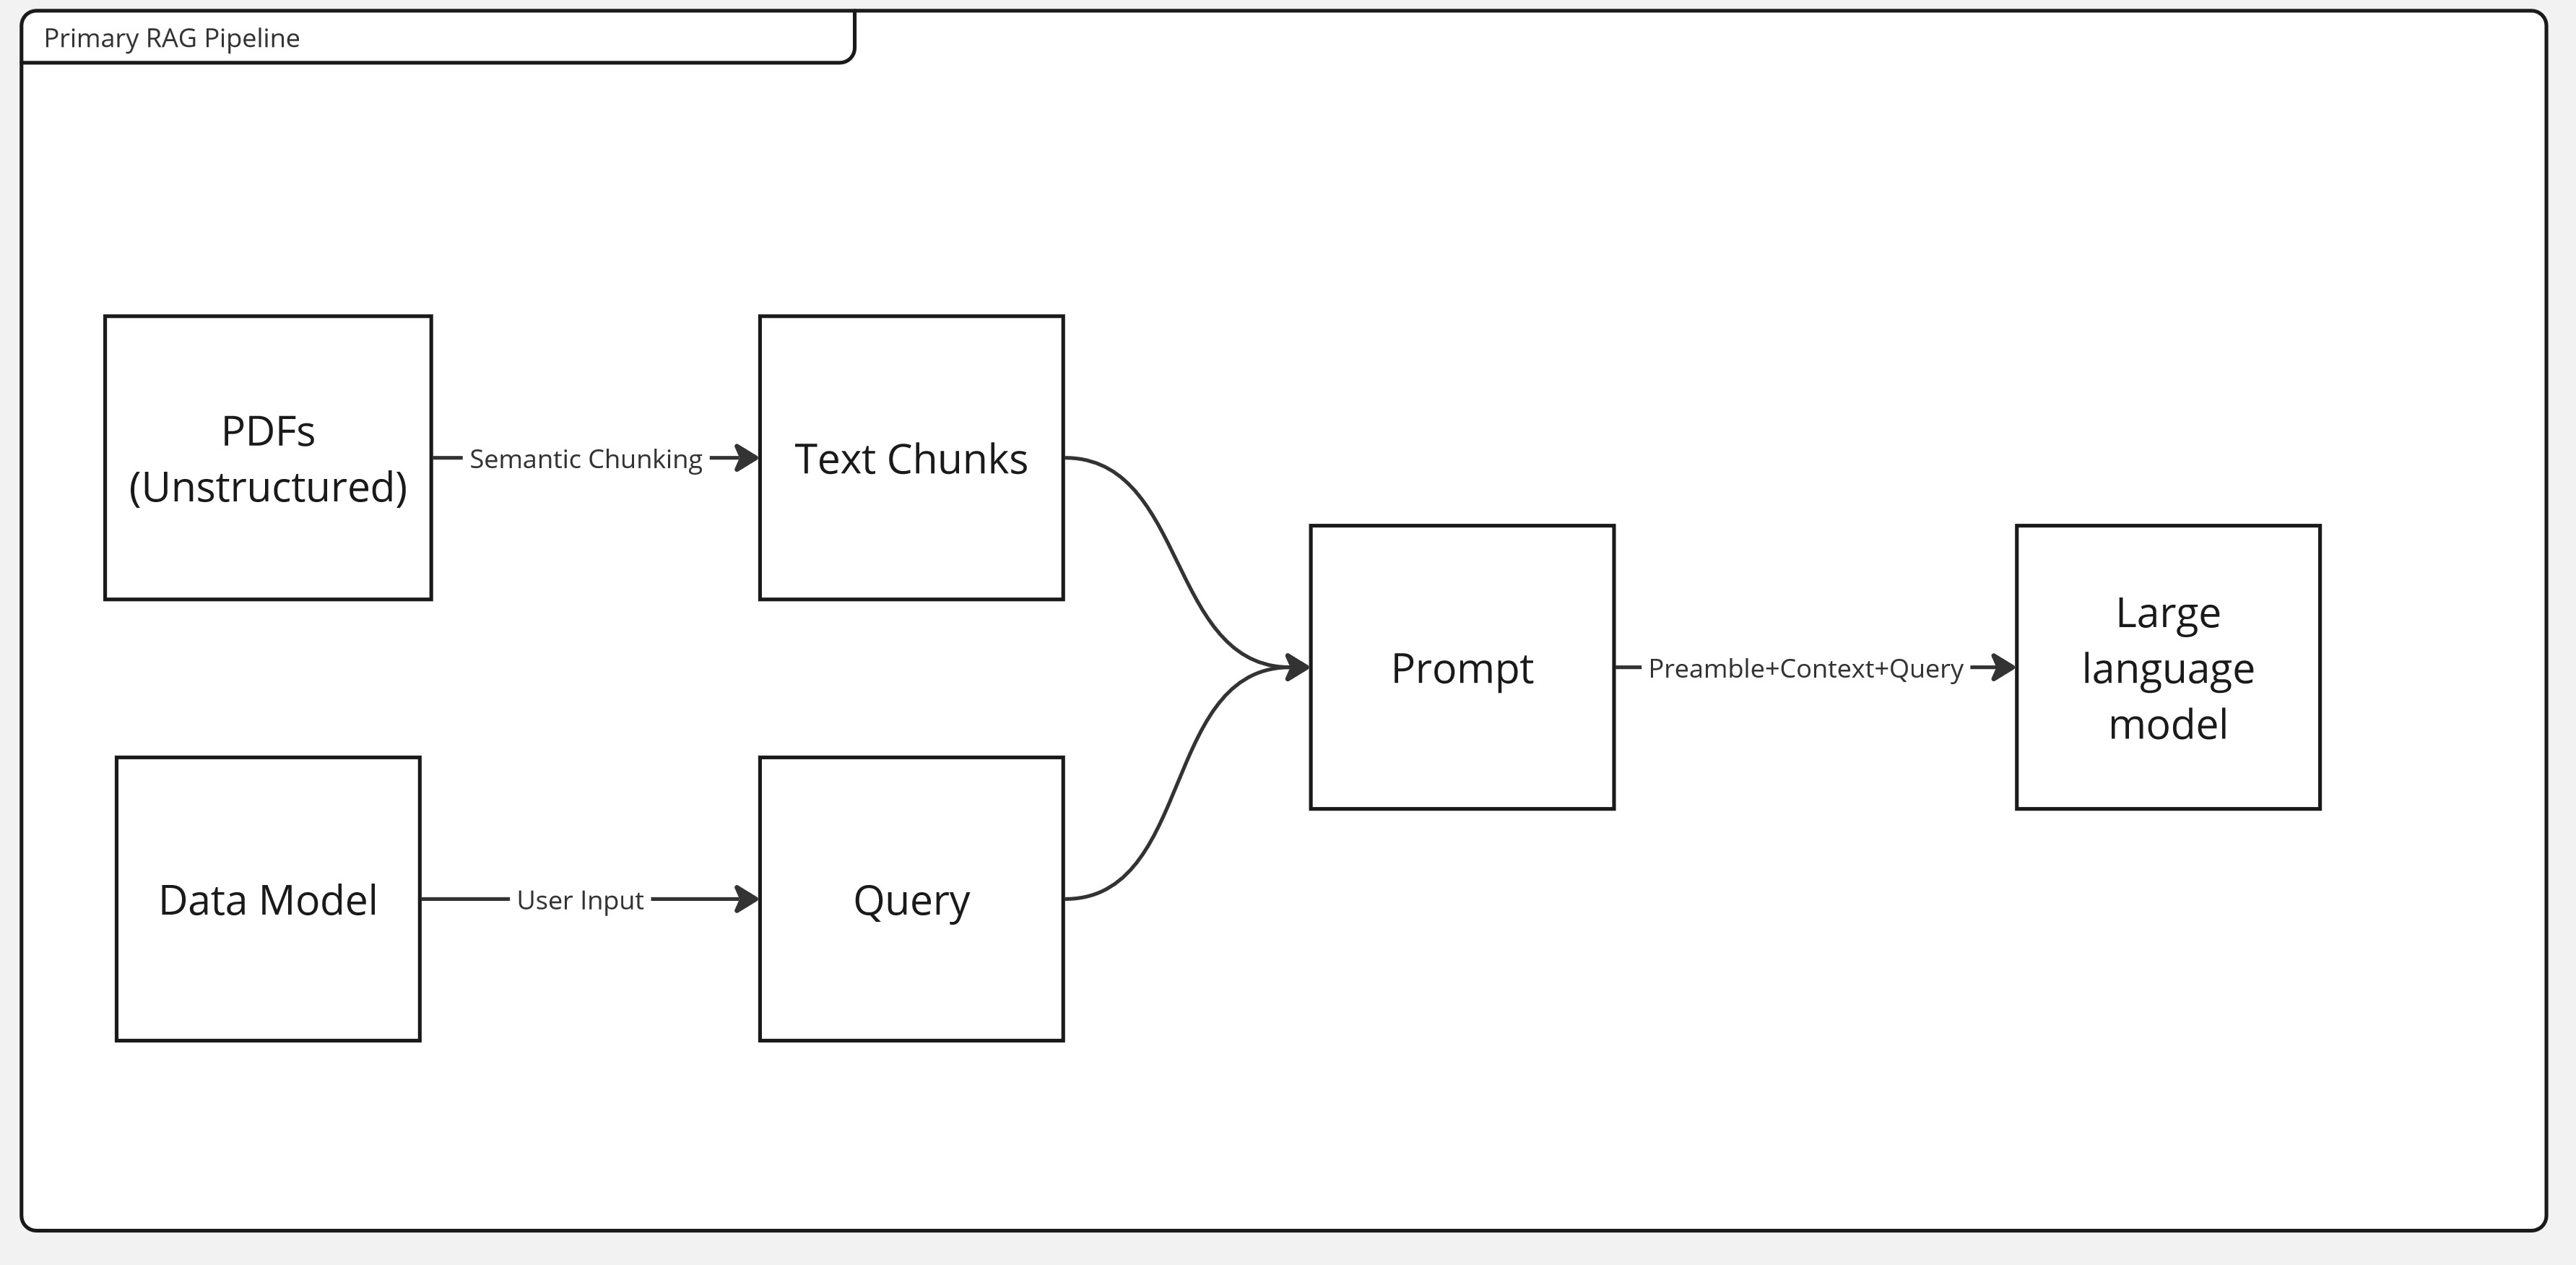 Primary RAG Pipeline
PDFs
(Unstructured)
Semantic Chunking
Text Chunks
Data Model
User Input
Query
Prompt
Preamble+Context+Query
Large
language
model